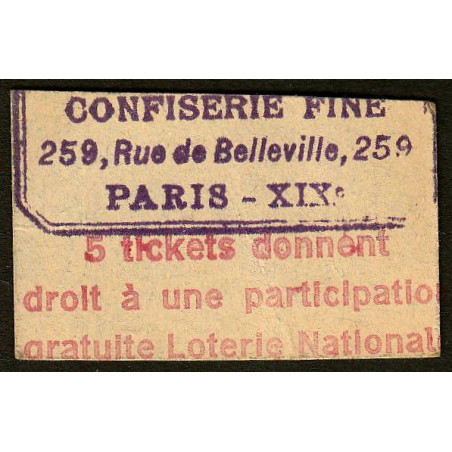 CONFISERIE FINE
259, Rue de Belleville, 259
PARIS - XIXe
5 tickets donnent
droit à une participatio
gratuite Loterie National